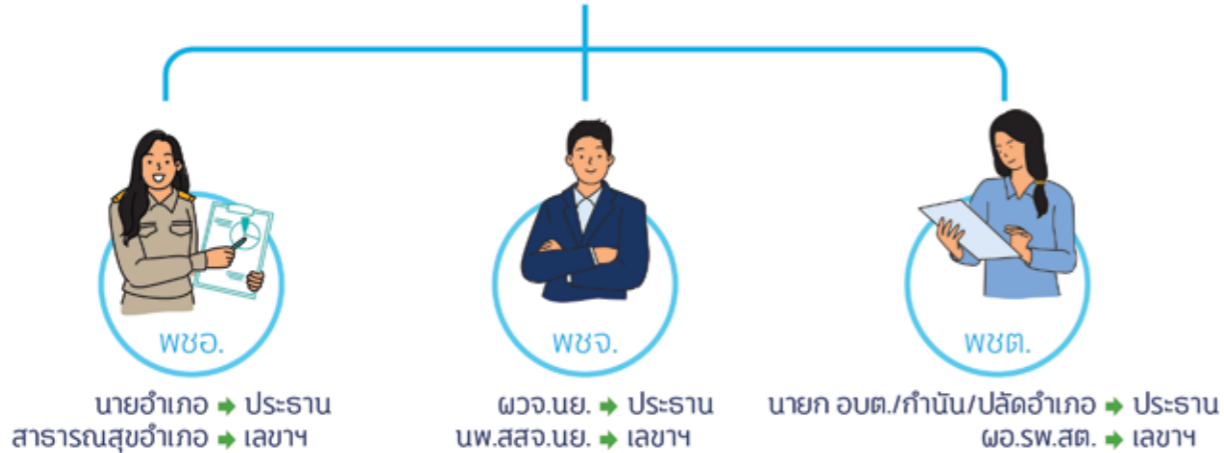 พชอ.
นายอำเภอ ➡ ประธาน
สาธารณสุขอำเภอ ➡ เลขาฯ
พชจ.
ผวจ.นย. ➡ ประธาน
นพ.สสจ.นย. ➡ เลขาฯ
พชต.
นายก อบต./กำนัน/ปลัดอำเภอ ➡ ประธาน
ผอ.รพ.สต. ➡ เลขาฯ